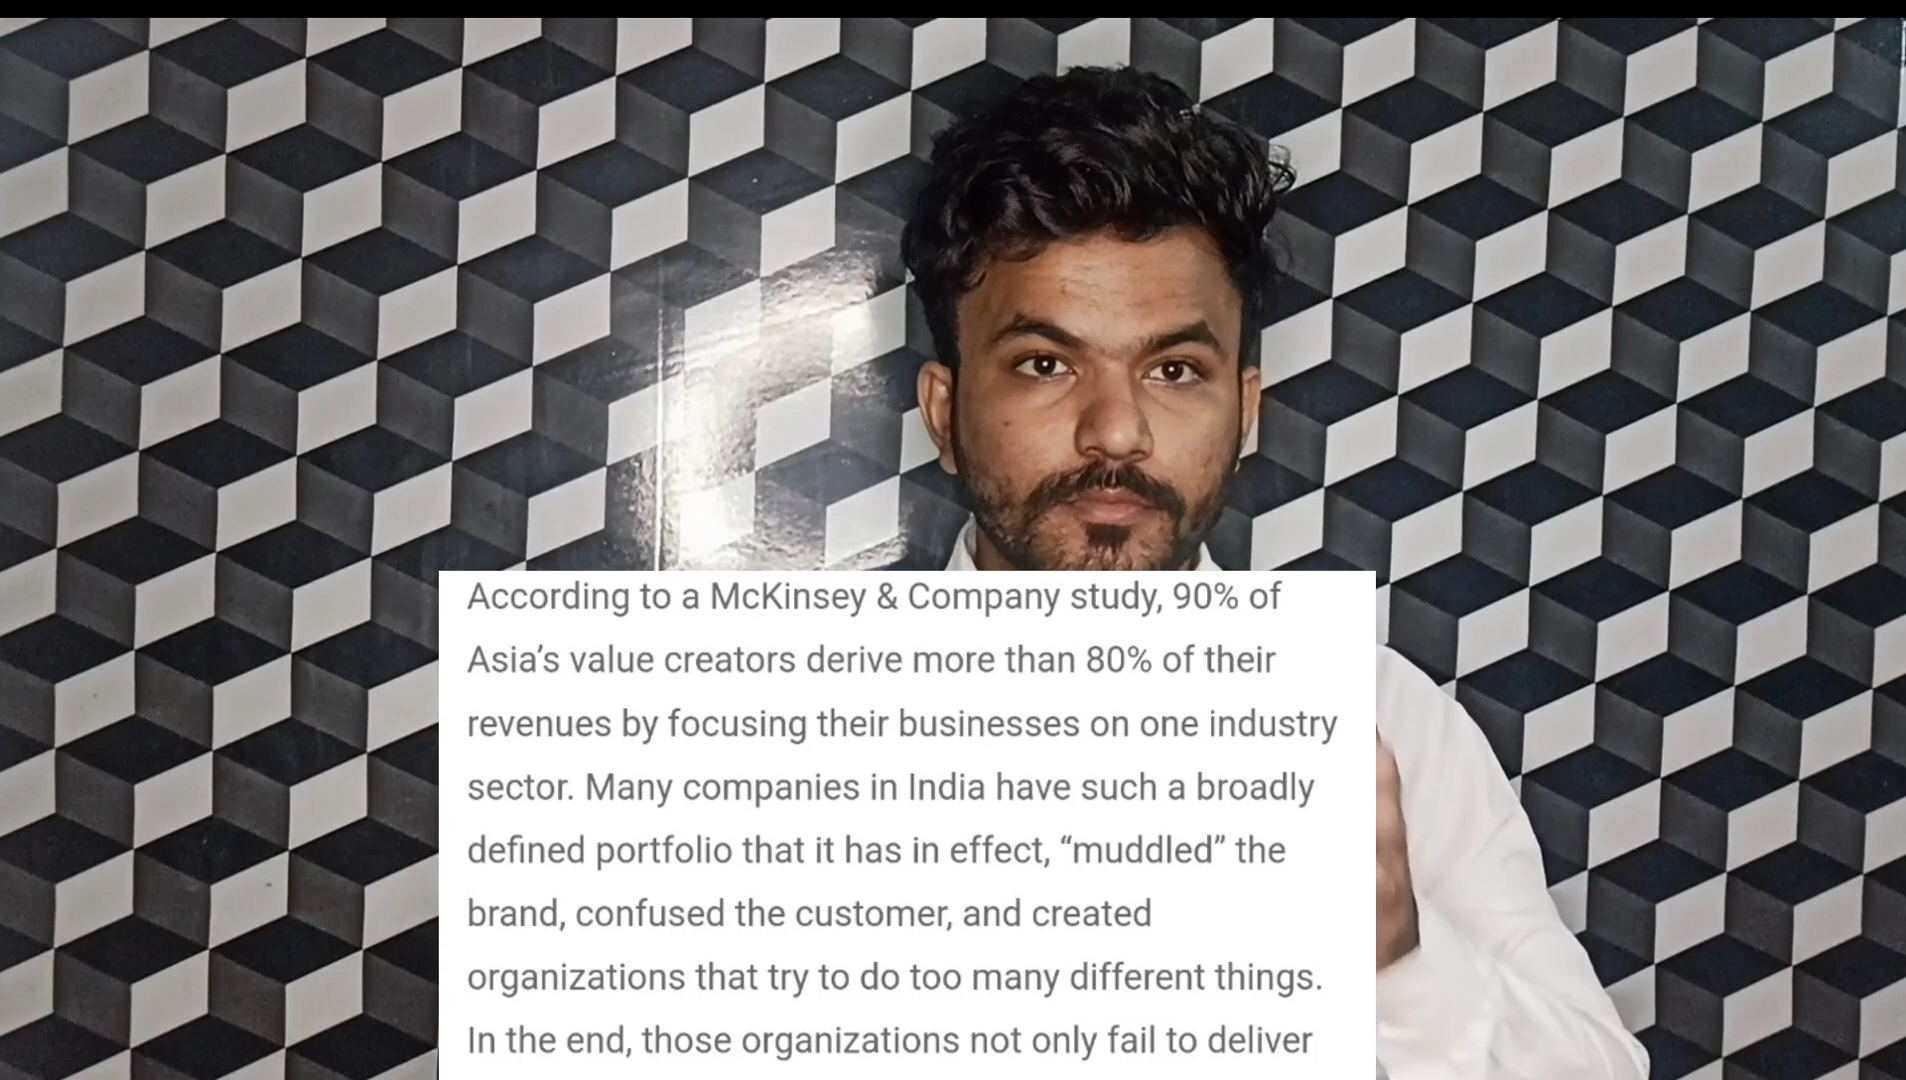 According to a McKinsey & Company study, 90% of
Asia’s value creators derive more than 80% of their
revenues by focusing their businesses on one industry
sector. Many companies in India have such a broadly
defined portfolio that it has in effect, “muddled” the
brand, confused the customer, and created
organizations that try to do too many different things.
In the end, those organizations not only fail to deliver